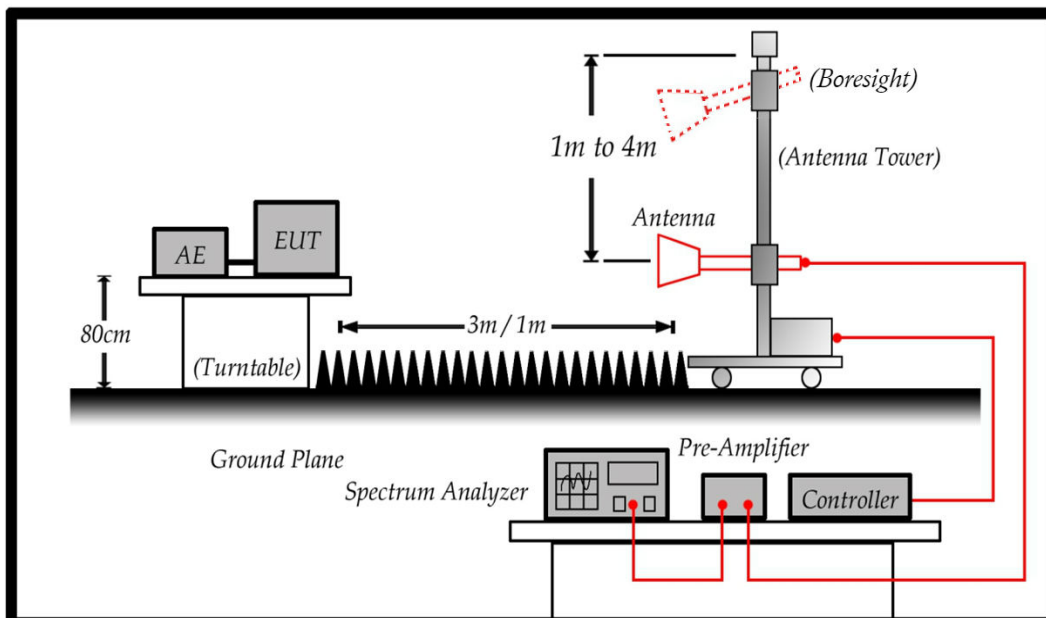 (Boresight)
1m to 4m
(Antenna Tower)
Antenna
EUT
AE
80cm
3m / 1m
(Turntable)
Ground Plane
Pre-Amplifier
Spectrum Analyzer
Controller